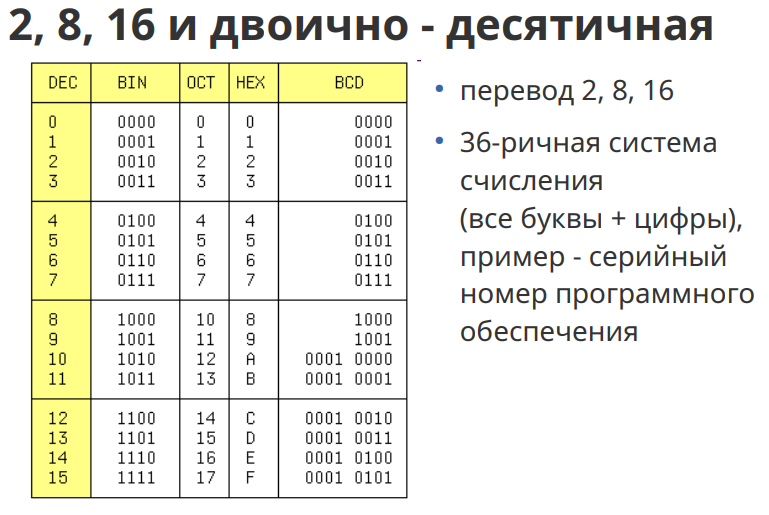 2, 8, 16 и двоично - десятичная
DEC BIN OCT HEX BCD
0 0000 0 0 0000
1 0001 1 1 0001
2 0010 2 2 0010
3 0011 3 3 0011
4 0100 4 4 0100
5 0101 5 5 0101
6 0110 6 6 0110
7 0111 7 7 0111
8 1000 10 8 1000
9 1001 11 9 1001
10 1010 12 A 0001 0000
11 1011 13 B 0001 0001
12 1100 14 C 0001 0010
13 1101 15 D 0001 0011
14 1110 16 E 0001 0100
15 1111 17 F 0001 0101
• перевод 2, 8, 16
• 36-ричная система
счисления
(все буквы + цифры),
пример - серийный
номер программного
обеспечения